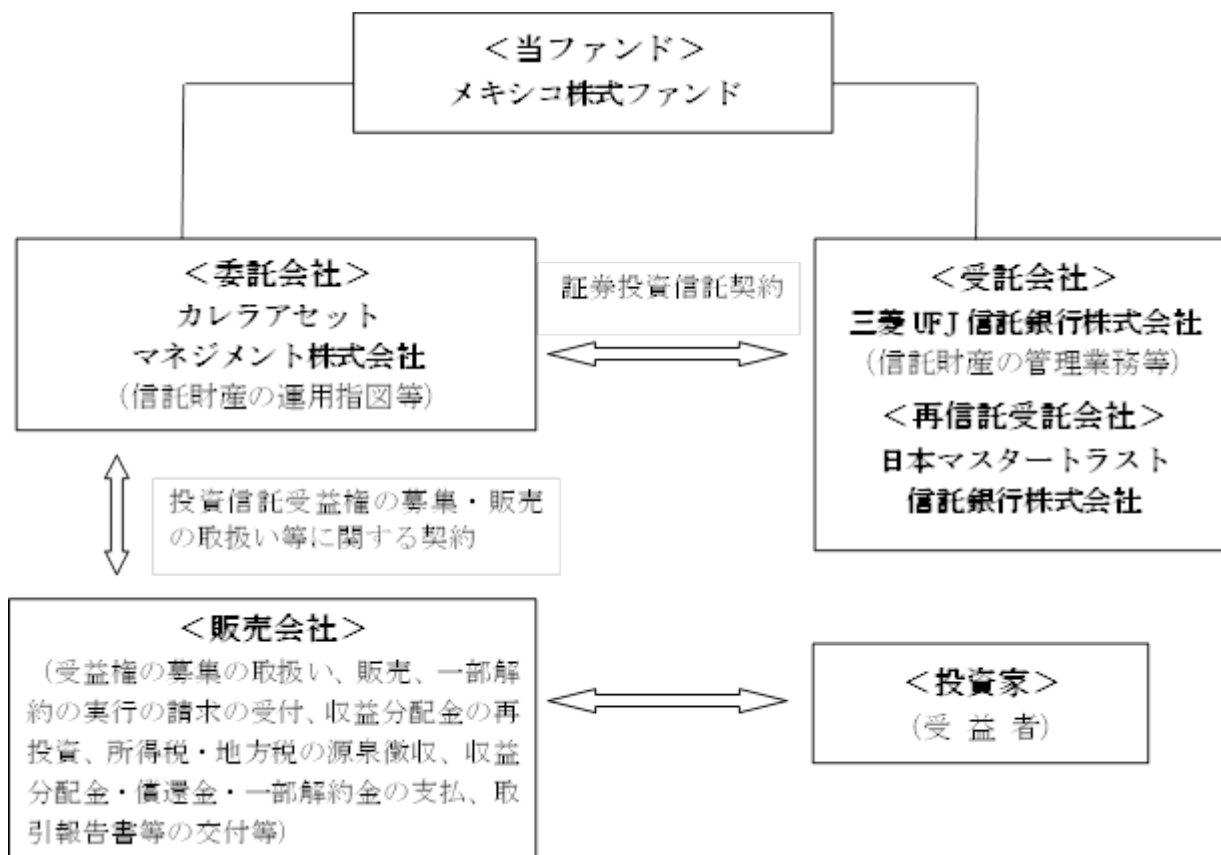 ＜当ファンド＞
メキシコ株式ファンド
＜委託会社＞
カレラアセット
マネジメント株式会社
(信託財産の運用指図等)
証券投資信託契約
＜受託会社＞
三菱 UFJ 信託銀行株式会社
(信託財産の管理業務等)
＜再信託受託会社＞
日本マスタートラスト
信託銀行株式会社
投資信託受益権の募集・販売
の取扱い等に関する契約
＜販売会社＞
(受益権の募集の取扱い、販売、一部解
約の実行の請求の受付、収益分配金の再
投資、所得税・地方税の源泉徴収、収益
分配金・償還金・一部解約金の支払、取
引報告書等の交付等)
＜投資家＞
(受 益 者)